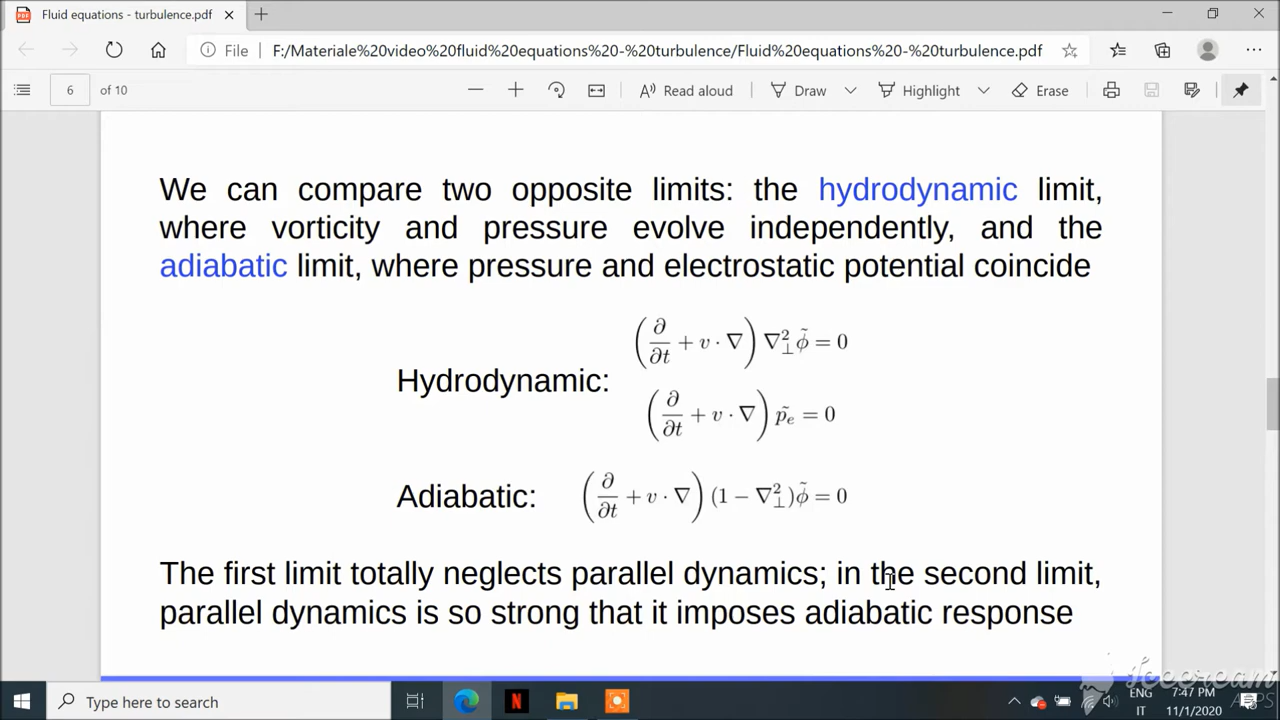 Fluid equations - turbulence.pdf
File F:/Materiale%20video%20fluid%20equations%20-%20turbulence/Fluid%20equations%20-%20turbulence.pdf
6 of 10 Read aloud Draw Highlight Erase
We can compare two opposite limits: the hydrodynamic limit,
where vorticity and pressure evolve independently, and the
adiabatic limit, where pressure and electrostatic potential coincide
Hydrodynamic:
(∂/∂t + v · ∇) ∇²⊥ϕ̃ = 0
(∂/∂t + v · ∇) p̃ₑ = 0
Adiabatic: (∂/∂t + v · ∇) (1 − ∇²⊥)ϕ̃ = 0
The first limit totally neglects parallel dynamics; in the second limit,
parallel dynamics is so strong that it imposes adiabatic response
Icecream
APPS
Type here to search
ENG
IT
7:47 PM
11/1/2020